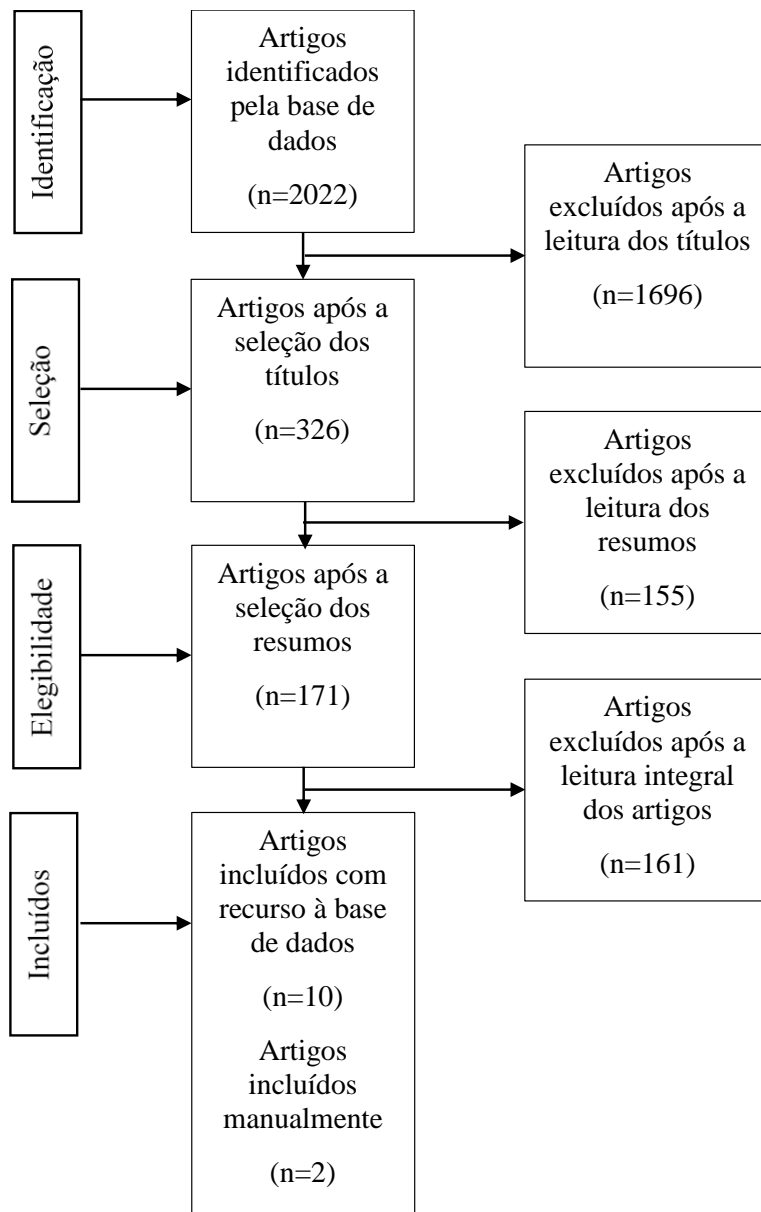 Identificação
Artigos
identificados
pela base de
dados
(n=2022)
Artigos
excluídos após a
leitura dos títulos
(n=1696)
Seleção
Artigos após a
seleção dos
títulos
(n=326)
Artigos
excluídos após a
leitura dos
resumos
(n=155)
Elegibilidade
Artigos após a
seleção dos
resumos
(n=171)
Artigos
excluídos após a
leitura integral
dos artigos
(n=161)
Incluídos
Artigos
incluídos com
recurso à base
de dados
(n=10)
Artigos
incluídos
manualmente
(n=2)